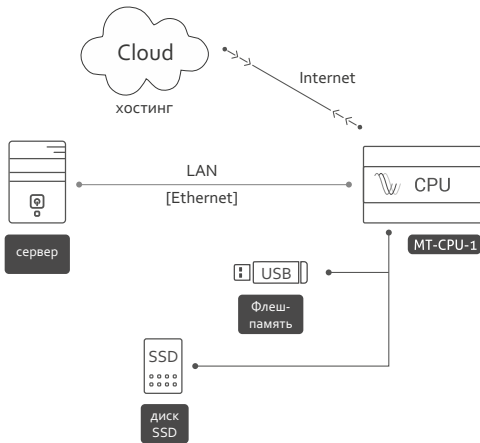 Cloud
Internet
хостинг
LAN
[Ethernet]
CPU
MT-CPU-1
сервер
USB
Флеш-
память
SSD
диск
SSD